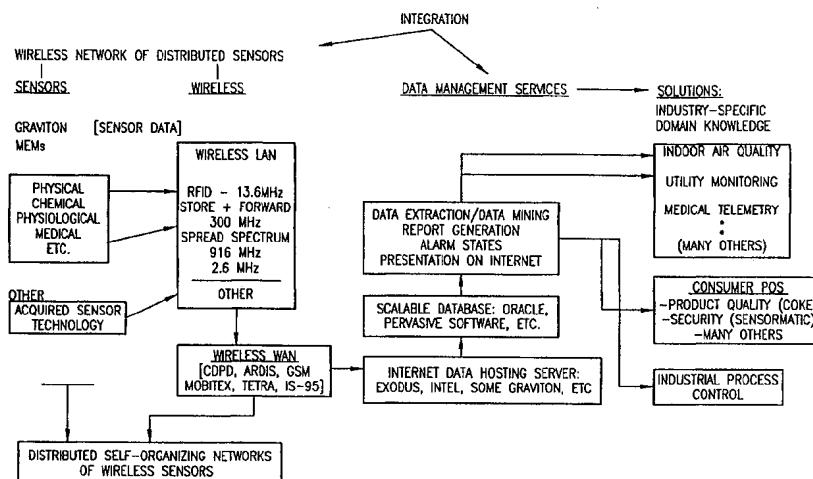 INTEGRATION
WIRELESS NETWORK OF DISTRIBUTED SENSORS
SENSORS
WIRELESS
DATA MANAGEMENT SERVICES
SOLUTIONS:
INDUSTRY-SPECIFIC
DOMAIN KNOWLEDGE
GRAVITON
MEMs
[SENSOR DATA]
PHYSICAL
CHEMICAL
PHYSIOLOGICAL
MEDICAL
ETC.
OTHER
ACQUIRED SENSOR
TECHNOLOGY
WIRELESS LAN
RFID - 13.6MHz
STORE + FORWARD
300 MHz
SPREAD SPECTRUM
916 MHz
2.6 MHz
OTHER
WIRELESS WAN
[CDPD, ARDIS, GSM
MOBITEX, TETRA, IS-95]
DISTRIBUTED SELF-ORGANIZING NETWORKS
OF WIRELESS SENSORS
DATA EXTRACTION/DATA MINING
REPORT GENERATION
ALARM STATES
PRESENTATION ON INTERNET
SCALABLE DATABASE: ORACLE,
PERVASIVE SOFTWARE, ETC.
INTERNET DATA HOSTING SERVER:
EXODUS, INTEL, SOME GRAVITON, ETC
INDOOR AIR QUALITY
UTILITY MONITORING
MEDICAL TELEMETRY
(MANY OTHERS)
CONSUMER POS
-PRODUCT QUALITY (COKE)
-SECURITY (SENSORMATIC)
-MANY OTHERS
INDUSTRIAL PROCESS
CONTROL